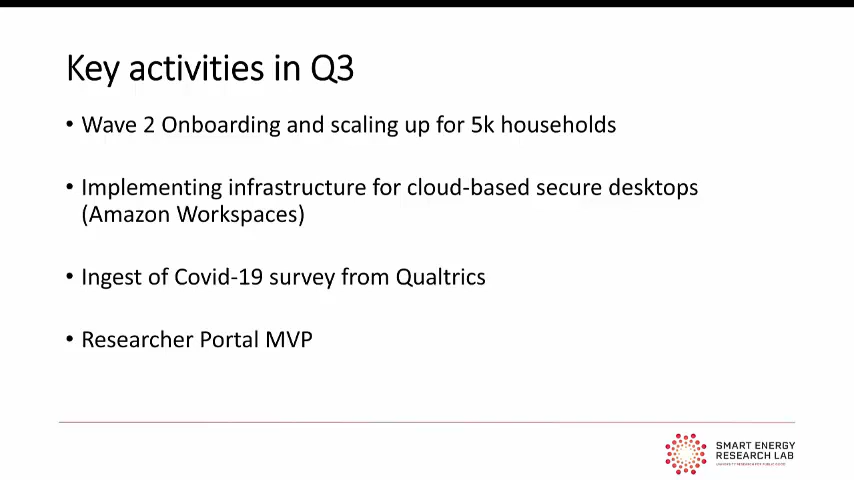 Key activities in Q3
• Wave 2 Onboarding and scaling up for 5k households
• Implementing infrastructure for cloud-based secure desktops
(Amazon Workspaces)
• Ingest of Covid-19 survey from Qualtrics
• Researcher Portal MVP
SMART ENERGY
RESEARCH LAB